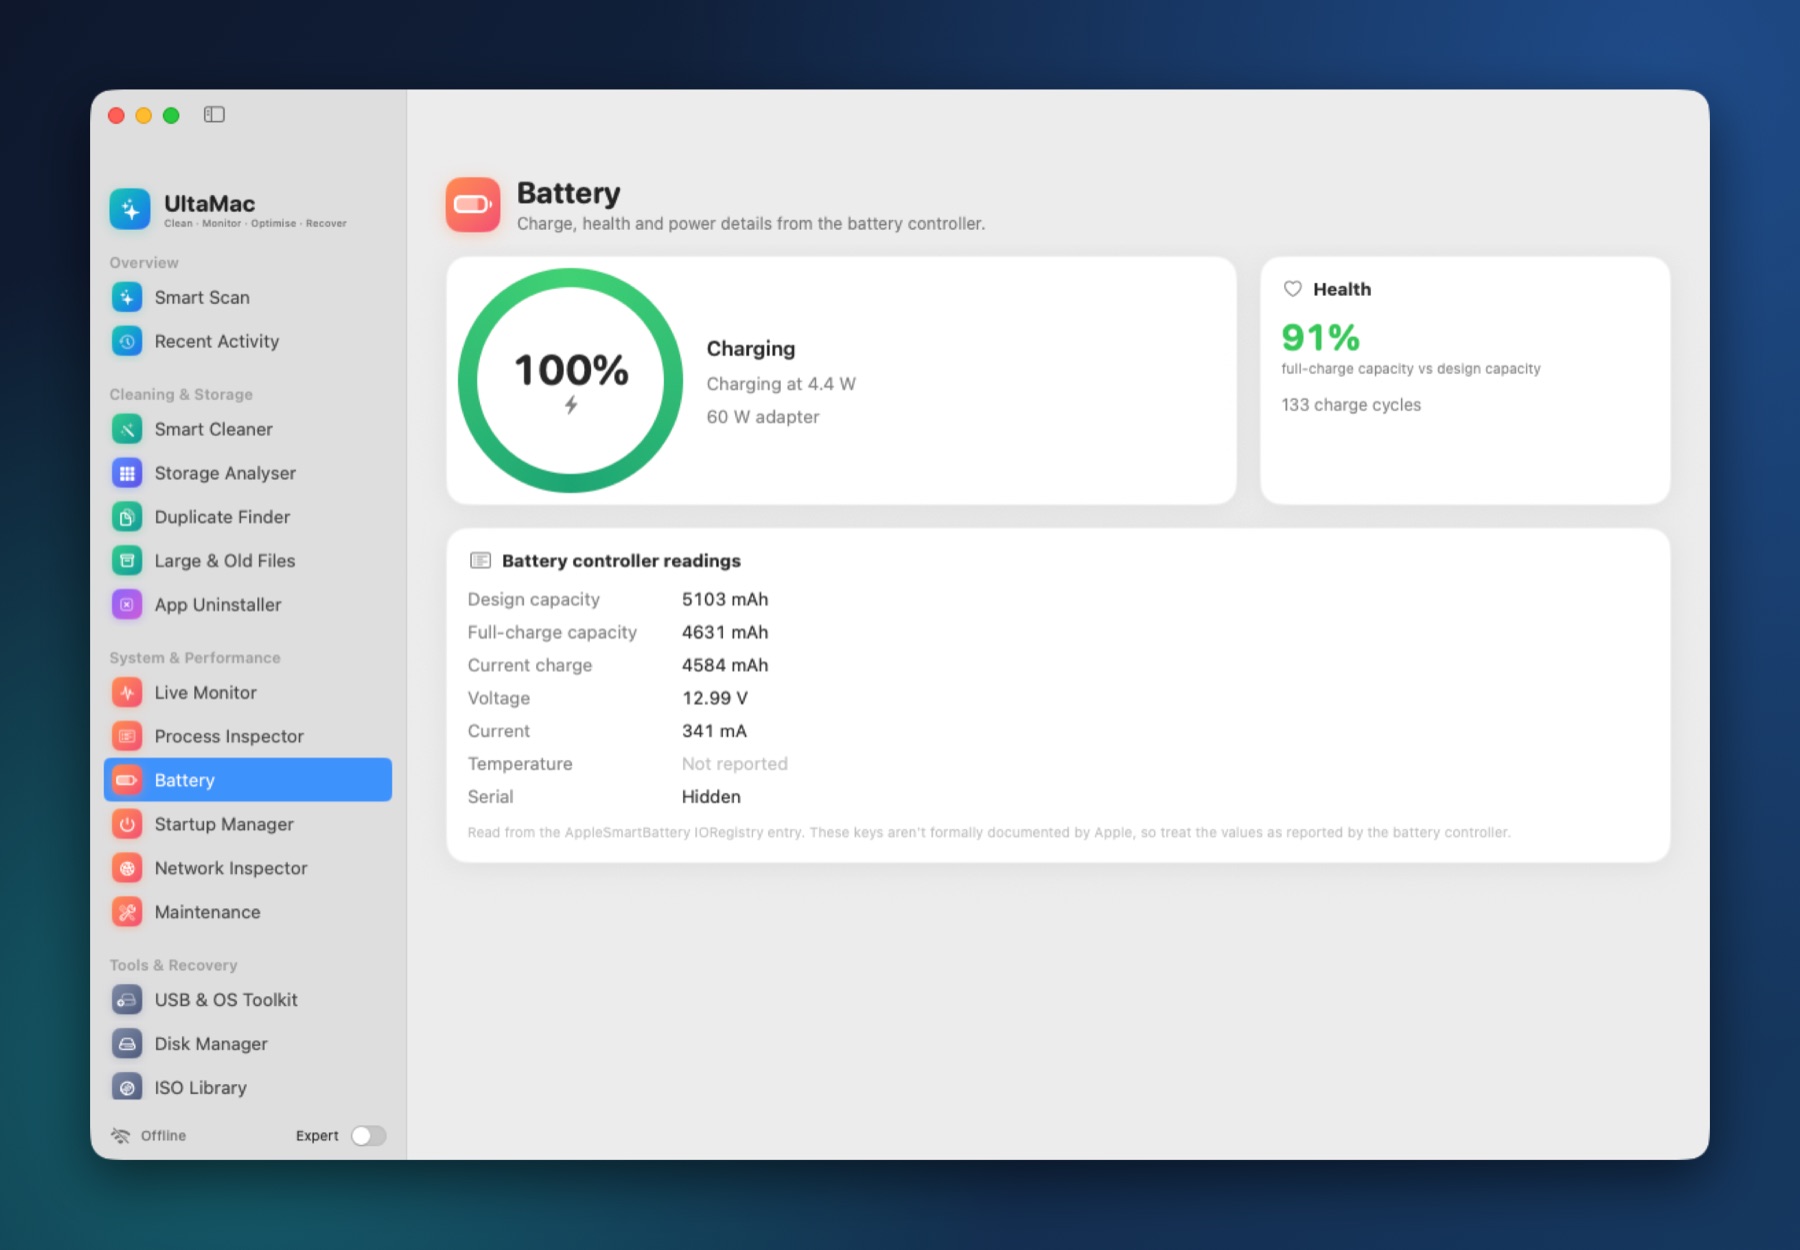 UltaMac
Clean · Monitor · Optimise · Recover
Overview
Smart Scan
Recent Activity
Cleaning & Storage
Smart Cleaner
Storage Analyser
Duplicate Finder
Large & Old Files
App Uninstaller
System & Performance
Live Monitor
Process Inspector
Battery
Startup Manager
Network Inspector
Maintenance
Tools & Recovery
USB & OS Toolkit
Disk Manager
ISO Library
Offline
Expert
Battery
Charge, health and power details from the battery controller.
100%
Charging
Charging at 4.4 W
60 W adapter
Health
91%
full-charge capacity vs design capacity
133 charge cycles
Battery controller readings
Design capacity 5103 mAh
Full-charge capacity 4631 mAh
Current charge 4584 mAh
Voltage 12.99 V
Current 341 mA
Temperature Not reported
Serial Hidden
Read from the AppleSmartBattery IORegistry entry. These keys aren't formally documented by Apple, so treat the values as reported by the battery controller.